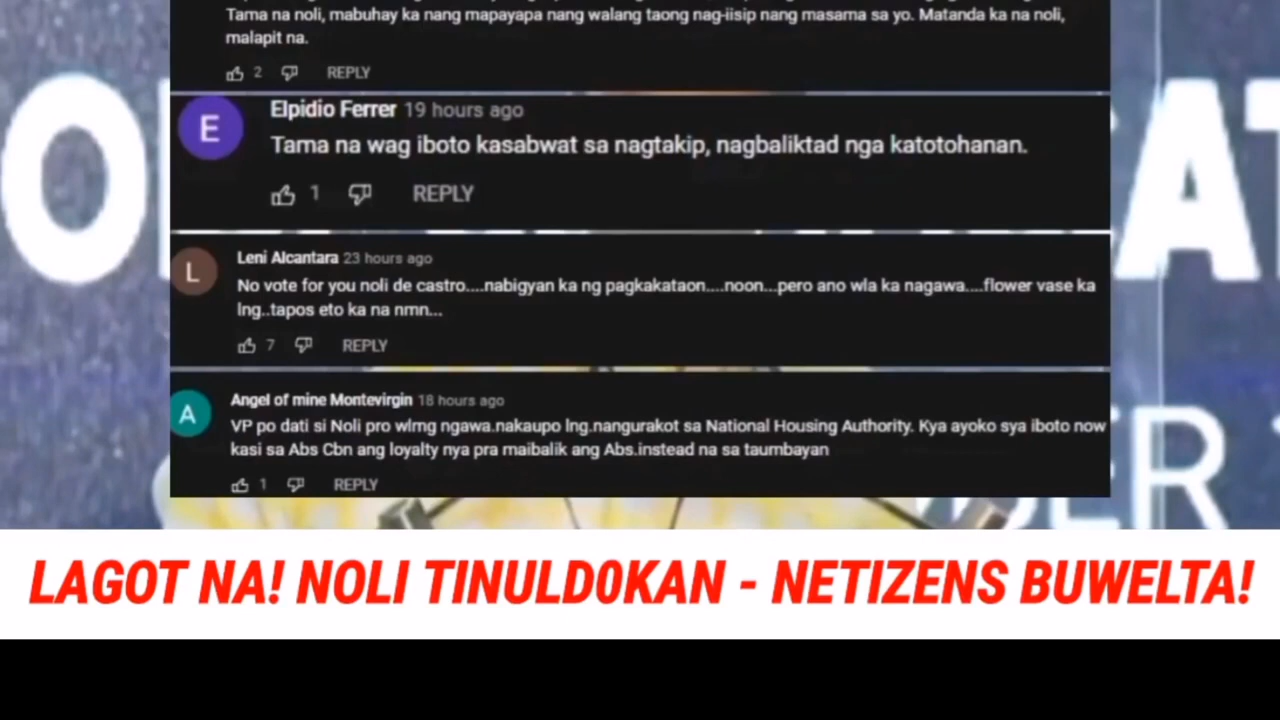 Tama na noli, mabuhay ka nang mapayapa nang walang taong nag-iisip nang masama sa yo. Matanda ka na noli,
malapit na.
2 REPLY
E
Elpidio Ferrer 19 hours ago
Tama na wag iboto kasabwat sa nagtakip, nagbaliktad nga katotohanan.
1 REPLY
L
Leni Alcantara 23 hours ago
No vote for you noli de castro....nabigyan ka ng pagkakataon....noon...pero ano wla ka nagawa....flower vase ka
lng..tapos eto ka na nmn...
7 REPLY
A
Angel of mine Montevirgin 18 hours ago
VP po dati si Noli pro wlrng ngawa.nakaupo lng.nangurakot sa National Housing Authority. Kya ayoko sya iboto now
kasi sa Abs Cbn ang loyalty nya pra maibalik ang Abs.instead na sa taumbayan
1 REPLY
LAGOT NA! NOLI TINULD0KAN - NETIZENS BUWELTA!